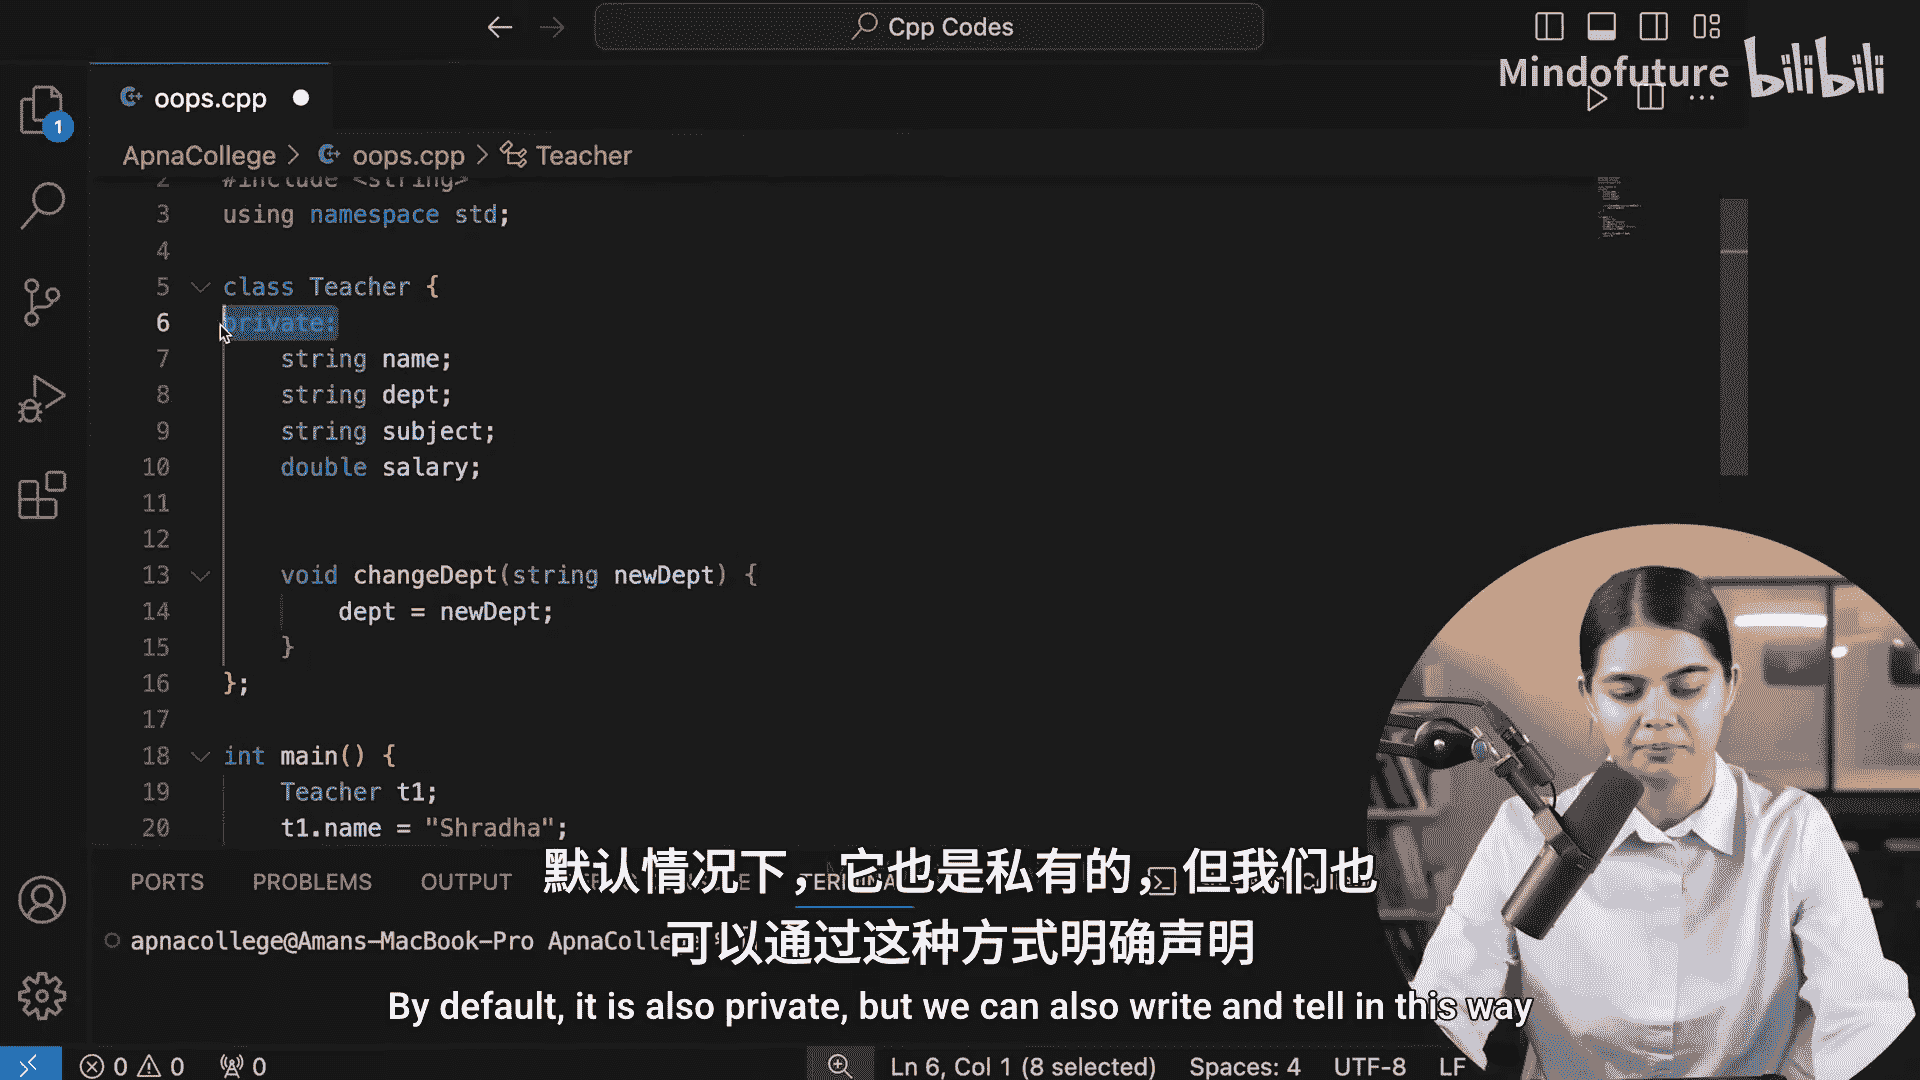 Cpp Codes
Mindofuture bilibili
oops.cpp
1
ApnaCollege > oops.cpp > Teacher
2 #include <string>
3 using namespace std;
4
5 class Teacher {
6 private:
7 string name;
8 string dept;
9 string subject;
10 double salary;
11
12
13 void changeDept(string newDept) {
14 dept = newDept;
15 }
16 };
17
18 int main() {
19 Teacher t1;
20 t1.name = "Shradha";
PORTS PROBLEMS OUTPUT TERMINAL
默认情况下，它也是私有的，但我们也
apnacollege@Amans-MacBook-Pro ApnaColle
可以通过这种方式明确声明
By default, it is also private, but we can also write and tell in this way
0 0 0 Ln 6, Col 1 (8 selected) Spaces: 4 UTF-8 LF